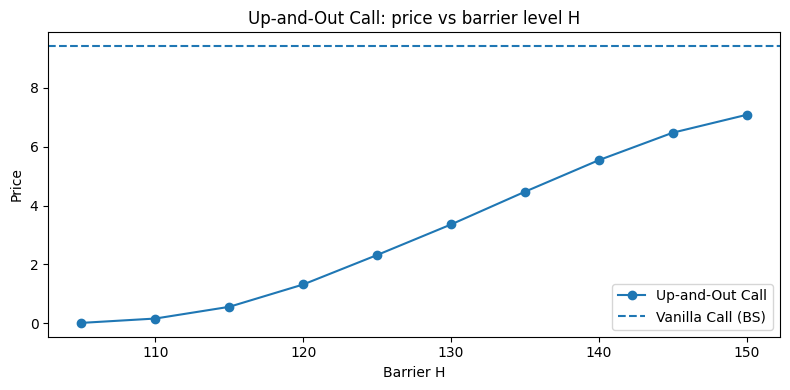 Up-and-Out Call: price vs barrier level H
Price
8
6
4
2
0
110
120
130
140
150
Barrier H
Up-and-Out Call
Vanilla Call (BS)